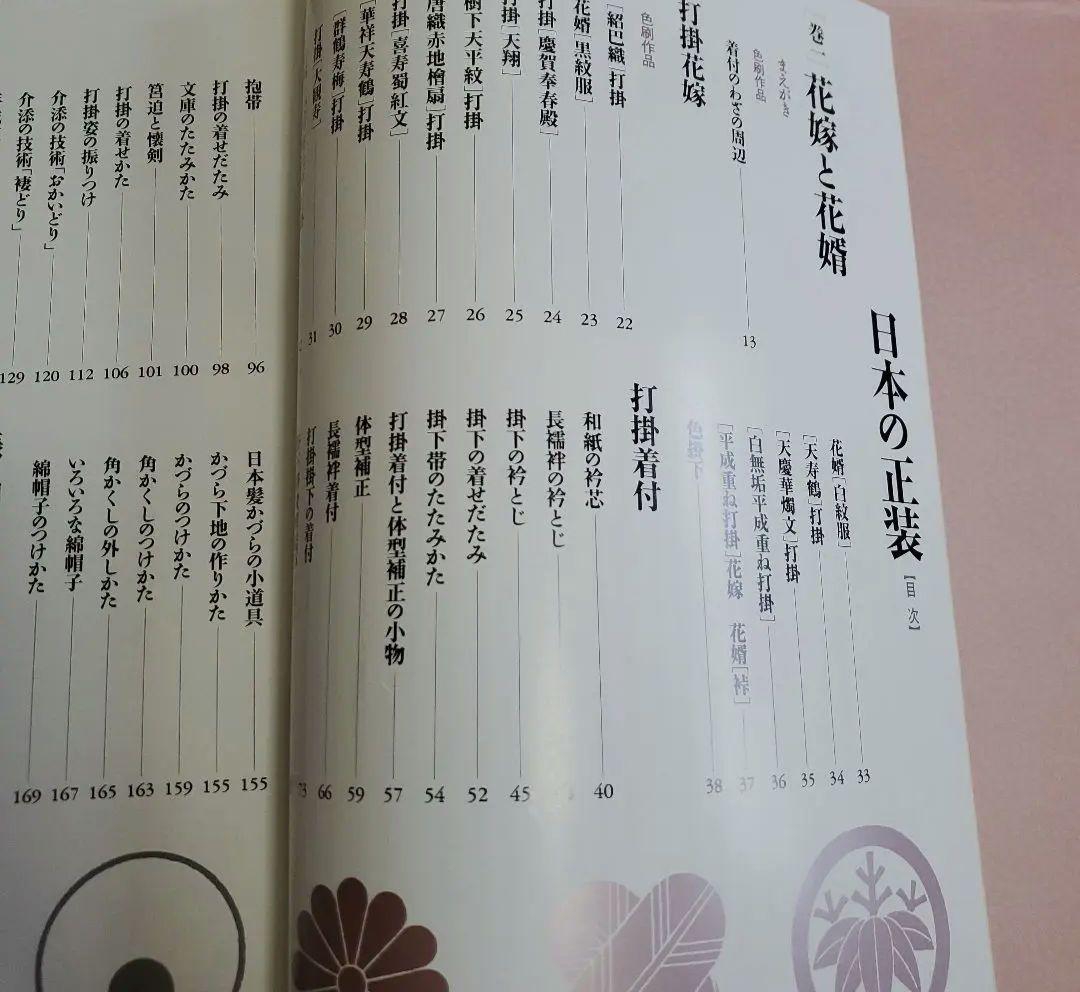 日本の正装
【目次】
巻一 花嫁と花婿
まえがき
色刷作品
着付のわざの周辺 13
打掛花嫁
色刷作品
[紹巴織]打掛 22
花婿[黒紋服] 23
打掛[慶賀奉春殿] 24
打掛[天翔] 25
樹下大平紋]打掛 26
唐織赤地檜扇]打掛 27
打掛[喜寿蜀紅文] 28
[華祥天寿鶴]打掛 29
[群鶴寿梅]打掛 30
31
花婿[白紋服] 33
[天寿鶴]打掛 34
[天慶華燭文]打掛 35
[白無垢平成重ね打掛] 36
[平成重ね打掛]花嫁 花婿[裃] 37
色掛下 38
打掛着付
和紙の衿芯 40
長襦袢の衿とじ
掛下の衿とじ 45
掛下の着せだたみ 52
掛下帯のたたみかた 54
打掛着付と体型補正の小物 57
体型補正 59
長襦袢着付 66
打掛掛下の着付 73
抱帯 96
打掛の着せだたみ 98
文庫のたたみかた 100
筥迫と懐剣 101
打掛の着せかた 106
打掛姿の振りつけ 112
介添の技術「おかいどり」 120
介添の技術「褄どり」 129
日本髪かづらの小道具 155
かづら下地の作りかた 155
かづらのつけかた 159
角かくしのつけかた 163
角かくしの外しかた 165
いろいろな綿帽子 167
綿帽子のつけかた 169